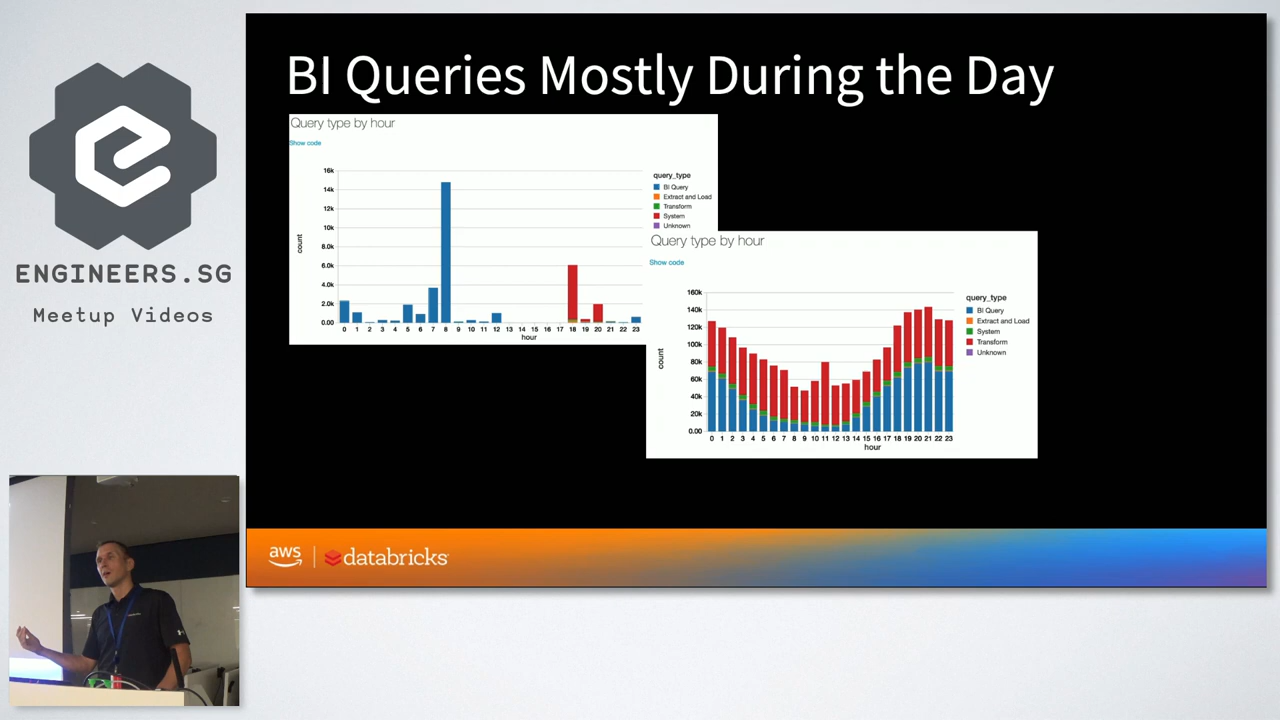 BI Queries Mostly During the Day
Query type by hour
Show code
16k
14k
12k
10k
8.0k
6.0k
4.0k
2.0k
0.00
count
0 1 2 3 4 5 6 7 8 9 10 11 12 13 14 15 16 17 18 19 20 21 22 23
hour
query_type
BI Query
Extract and Load
Transform
System
Unknown
Query type by hour
Show code
160k
140k
120k
100k
80k
60k
40k
20k
0.00
count
0 1 2 3 4 5 6 7 8 9 10 11 12 13 14 15 16 17 18 19 20 21 22 23
hour
query_type
BI Query
Extract and Load
System
Transform
Unknown
aws | databricks
ENGINEERS.SG
Meetup Videos